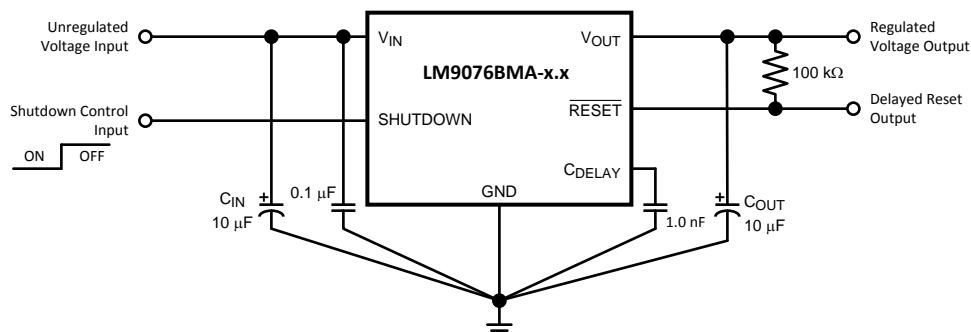 Unregulated
Voltage Input
VIN
VOUT
Regulated
Voltage Output
LM9076BMA-x.x
100 kΩ
Shutdown Control
Input
SHUTDOWN
RESET
Delayed Reset
Output
ON
OFF
CDELAY
GND
CIN
+
10 μF
0.1 μF
1.0 nF
+
COUT
10 μF